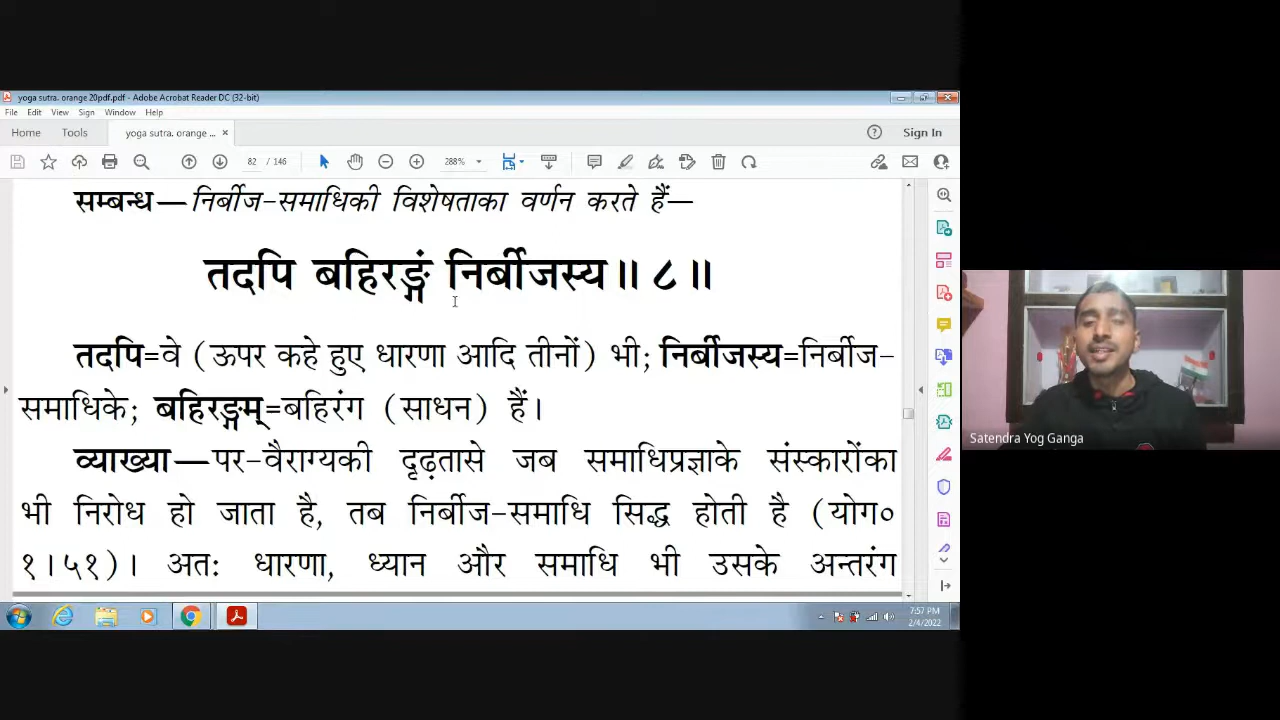 yoga sutra. orange 20pdf.pdf - Adobe Acrobat Reader DC (32-bit)
File Edit View Sign Window Help
Home Tools yoga sutra. orange ... × Sign In
82 / 146 288%
सम्बन्ध—निर्बीज-समाधिकी विशेषताका वर्णन करते हैं—
तदपि बहिरङ्गं निर्बीजस्य॥ ८॥
तदपि=वे (ऊपर कहे हुए धारणा आदि तीनों) भी; निर्बीजस्य=निर्बीज-
समाधिके; बहिरङ्गम्=बहिरंग (साधन) हैं।
व्याख्या—पर-वैराग्यकी दृढ़तासे जब समाधिप्रज्ञाके संस्कारोंका
भी निरोध हो जाता है, तब निर्बीज-समाधि सिद्ध होती है (योग०
१।५१)। अत: धारणा, ध्यान और समाधि भी उसके अन्तरंग
Satendra Yog Ganga
7:57 PM
2/4/2022